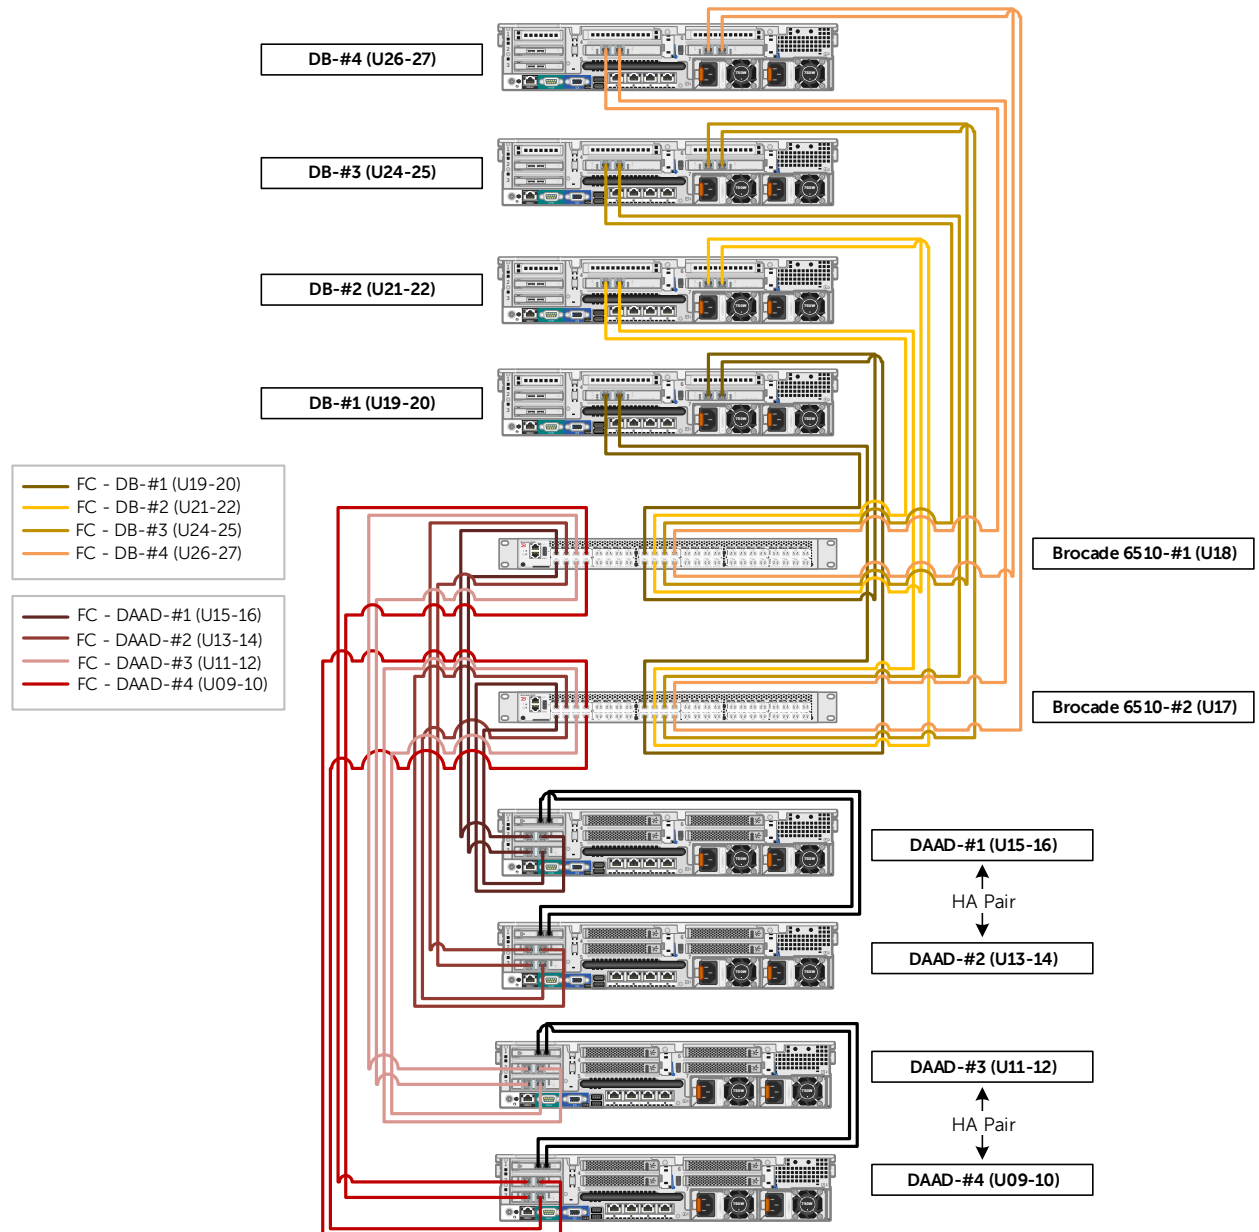 DB-#4 (U26-27)
DB-#3 (U24-25)
DB-#2 (U21-22)
DB-#1 (U19-20)
FC - DB-#1 (U19-20)
FC - DB-#2 (U21-22)
FC - DB-#3 (U24-25)
FC - DB-#4 (U26-27)
Brocade 6510-#1 (U18)
FC - DAAD-#1 (U15-16)
FC - DAAD-#2 (U13-14)
FC - DAAD-#3 (U11-12)
FC - DAAD-#4 (U09-10)
Brocade 6510-#2 (U17)
DAAD-#1 (U15-16)
HA Pair
DAAD-#2 (U13-14)
DAAD-#3 (U11-12)
HA Pair
DAAD-#4 (U09-10)